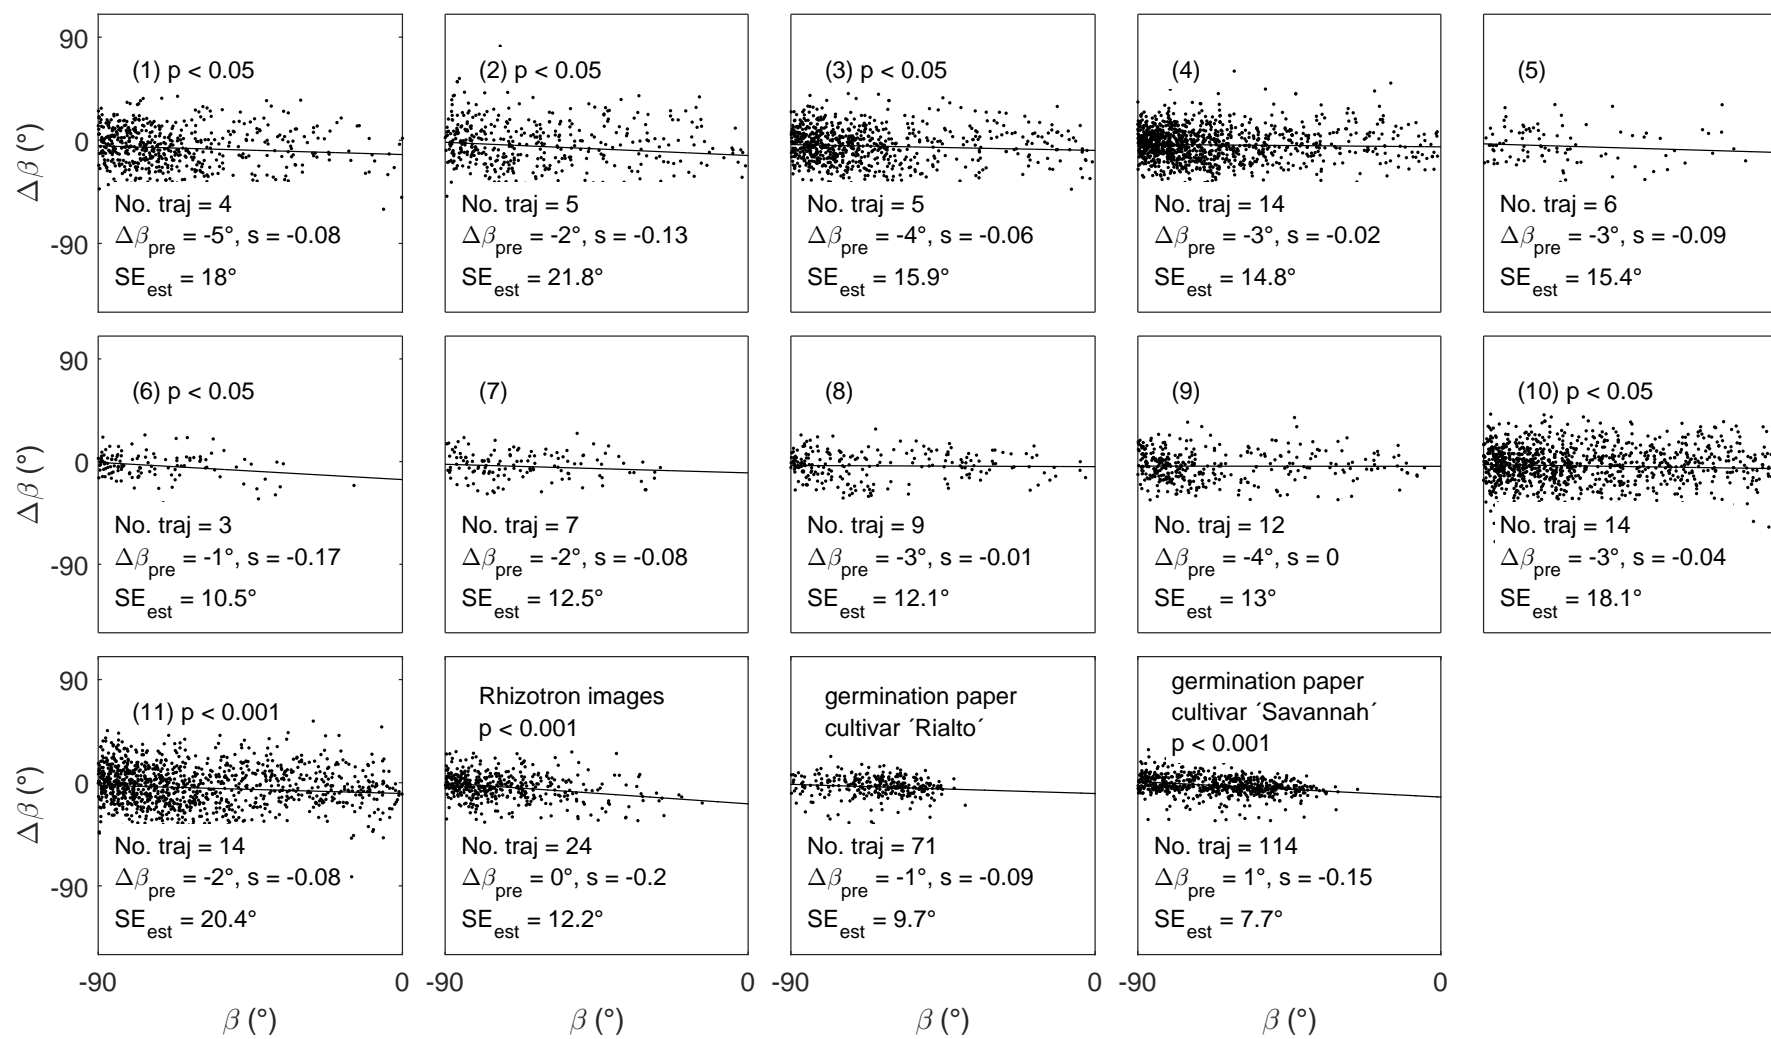 90
0
-90
Δβ (°)
(1) p < 0.05
No. traj = 4
Δβpre = -5°, s = -0.08
SEest = 18°
(2) p < 0.05
No. traj = 5
Δβpre = -2°, s = -0.13
SEest = 21.8°
(3) p < 0.05
No. traj = 5
Δβpre = -4°, s = -0.06
SEest = 15.9°
(4)
No. traj = 14
Δβpre = -3°, s = -0.02
SEest = 14.8°
(5)
No. traj = 6
Δβpre = -3°, s = -0.09
SEest = 15.4°
90
0
-90
Δβ (°)
(6) p < 0.05
No. traj = 3
Δβpre = -1°, s = -0.17
SEest = 10.5°
(7)
No. traj = 7
Δβpre = -2°, s = -0.08
SEest = 12.5°
(8)
No. traj = 9
Δβpre = -3°, s = -0.01
SEest = 12.1°
(9)
No. traj = 12
Δβpre = -4°, s = 0
SEest = 13°
(10) p < 0.05
No. traj = 14
Δβpre = -3°, s = -0.04
SEest = 18.1°
90
0
-90
Δβ (°)
(11) p < 0.001
No. traj = 14
Δβpre = -2°, s = -0.08
SEest = 20.4°
Rhizotron images
p < 0.001
No. traj = 24
Δβpre = 0°, s = -0.2
SEest = 12.2°
germination paper
cultivar ´Rialto´
No. traj = 71
Δβpre = -1°, s = -0.09
SEest = 9.7°
germination paper
cultivar ´Savannah´
p < 0.001
No. traj = 114
Δβpre = 1°, s = -0.15
SEest = 7.7°
-90 0 -90 0 -90 0 -90 0
β (°) β (°) β (°) β (°)